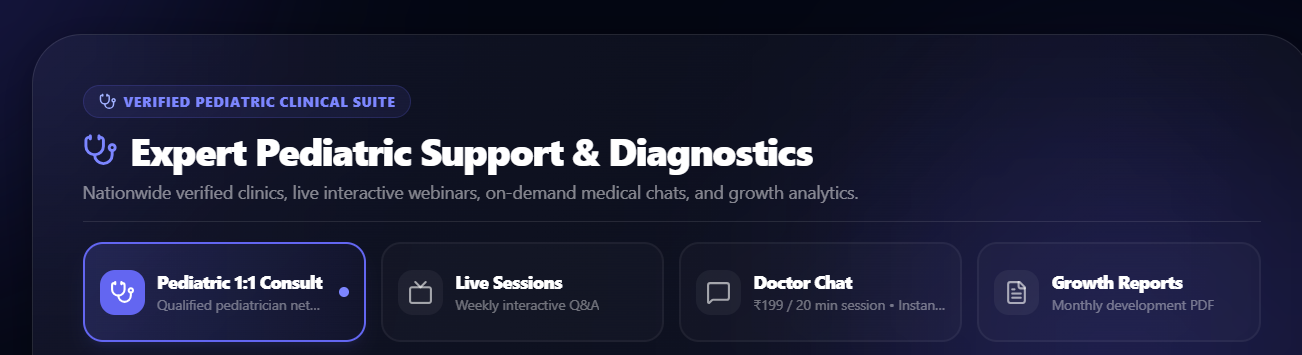 VERIFIED PEDIATRIC CLINICAL SUITE
Expert Pediatric Support & Diagnostics
Nationwide verified clinics, live interactive webinars, on-demand medical chats, and growth analytics.
Pediatric 1:1 Consult
Qualified pediatrician net...
Live Sessions
Weekly interactive Q&A
Doctor Chat
₹199 / 20 min session • Instan...
Growth Reports
Monthly development PDF